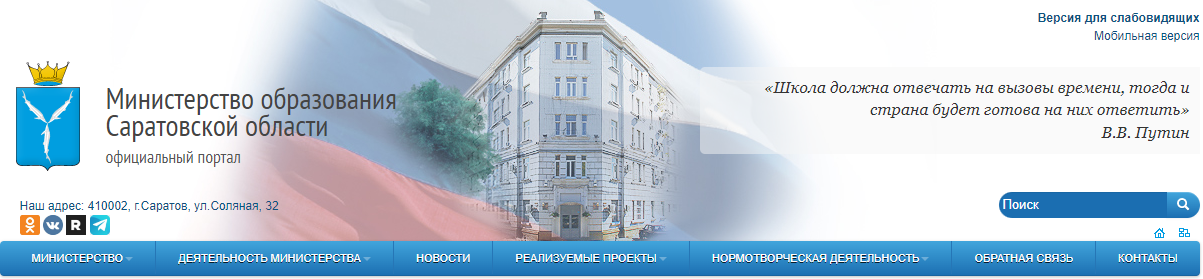 Версия для слабовидящих
Мобильная версия
Министерство образования
Саратовской области
официальный портал
«Школа должна отвечать на вызовы времени, тогда и
страна будет готова на них ответить»
В.В. Путин
Наш адрес: 410002, г.Саратов, ул.Соляная, 32
Поиск
МИНИСТЕРСТВО ДЕЯТЕЛЬНОСТЬ МИНИСТЕРСТВА НОВОСТИ РЕАЛИЗУЕМЫЕ ПРОЕКТЫ НОРМОТВОРЧЕСКАЯ ДЕЯТЕЛЬНОСТЬ ОБРАТНАЯ СВЯЗЬ КОНТАКТЫ